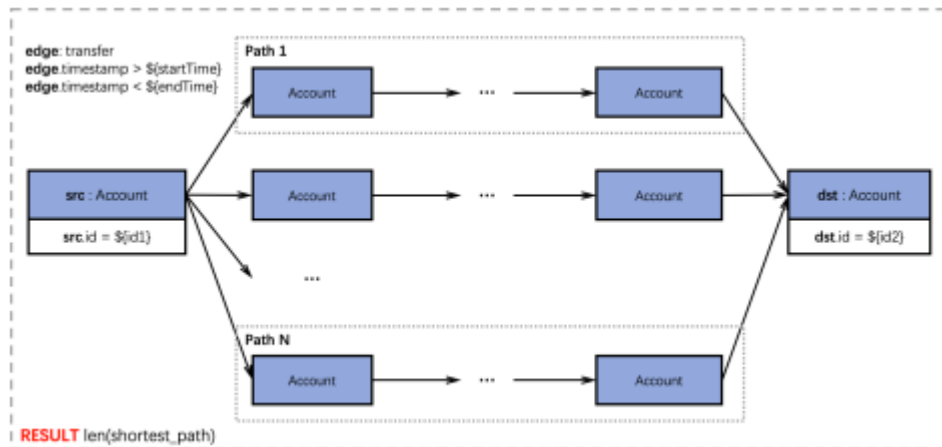 edge: transfer
edge.timestamp > ${startTime}
edge.timestamp < ${endTime}
Path 1
Account
...
Account
src : Account
src.id = ${id1}
Account
...
Account
dst : Account
dst.id = ${id2}
...
Path N
Account
...
Account
RESULT len(shortest_path)